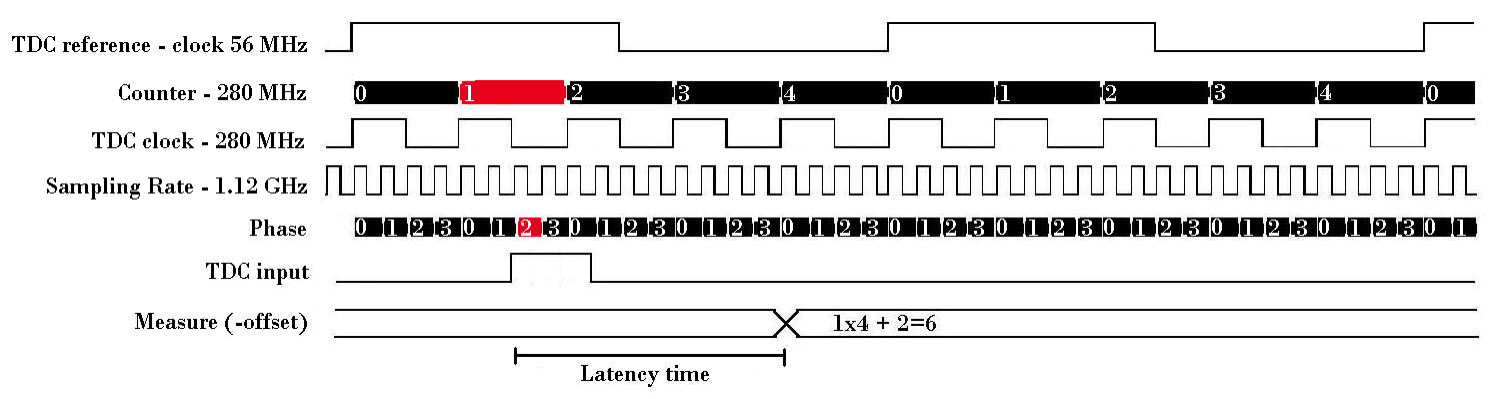 TDC reference - clock 56 MHz
Counter - 280 MHz 0 1 2 3 4 0 1 2 3 4 0
TDC clock - 280 MHz
Sampling Rate - 1.12 GHz
Phase 0 1 2 3 0 1 2 3 0 1 2 3 0 1 2 3 0 1 2 3 0 1 2 3 0 1 2 3 0 1 2 3 0 1 2 3 0 1 2 3 0 1
TDC input
Measure (-offset) 1x4 + 2=6
Latency time